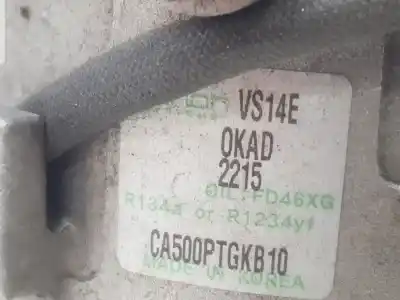 VS14E
OKAD
2215
OIL:FD46XG
R134a or R1234yf
CA500PTGKB10
MADE IN KOREA